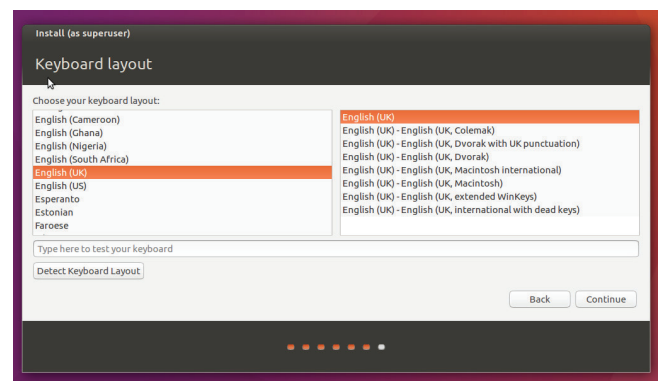 Install (as superuser)
Keyboard layout
Choose your keyboard layout:
English (Cameroon)
English (Ghana)
English (Nigeria)
English (South Africa)
English (UK)
English (US)
Esperanto
Estonian
Faroese
English (UK)
English (UK) - English (UK, Colemak)
English (UK) - English (UK, Dvorak with UK punctuation)
English (UK) - English (UK, Dvorak)
English (UK) - English (UK, Macintosh international)
English (UK) - English (UK, Macintosh)
English (UK) - English (UK, extended WinKeys)
English (UK) - English (UK, international with dead keys)
Type here to test your keyboard
Detect Keyboard Layout
Back
Continue